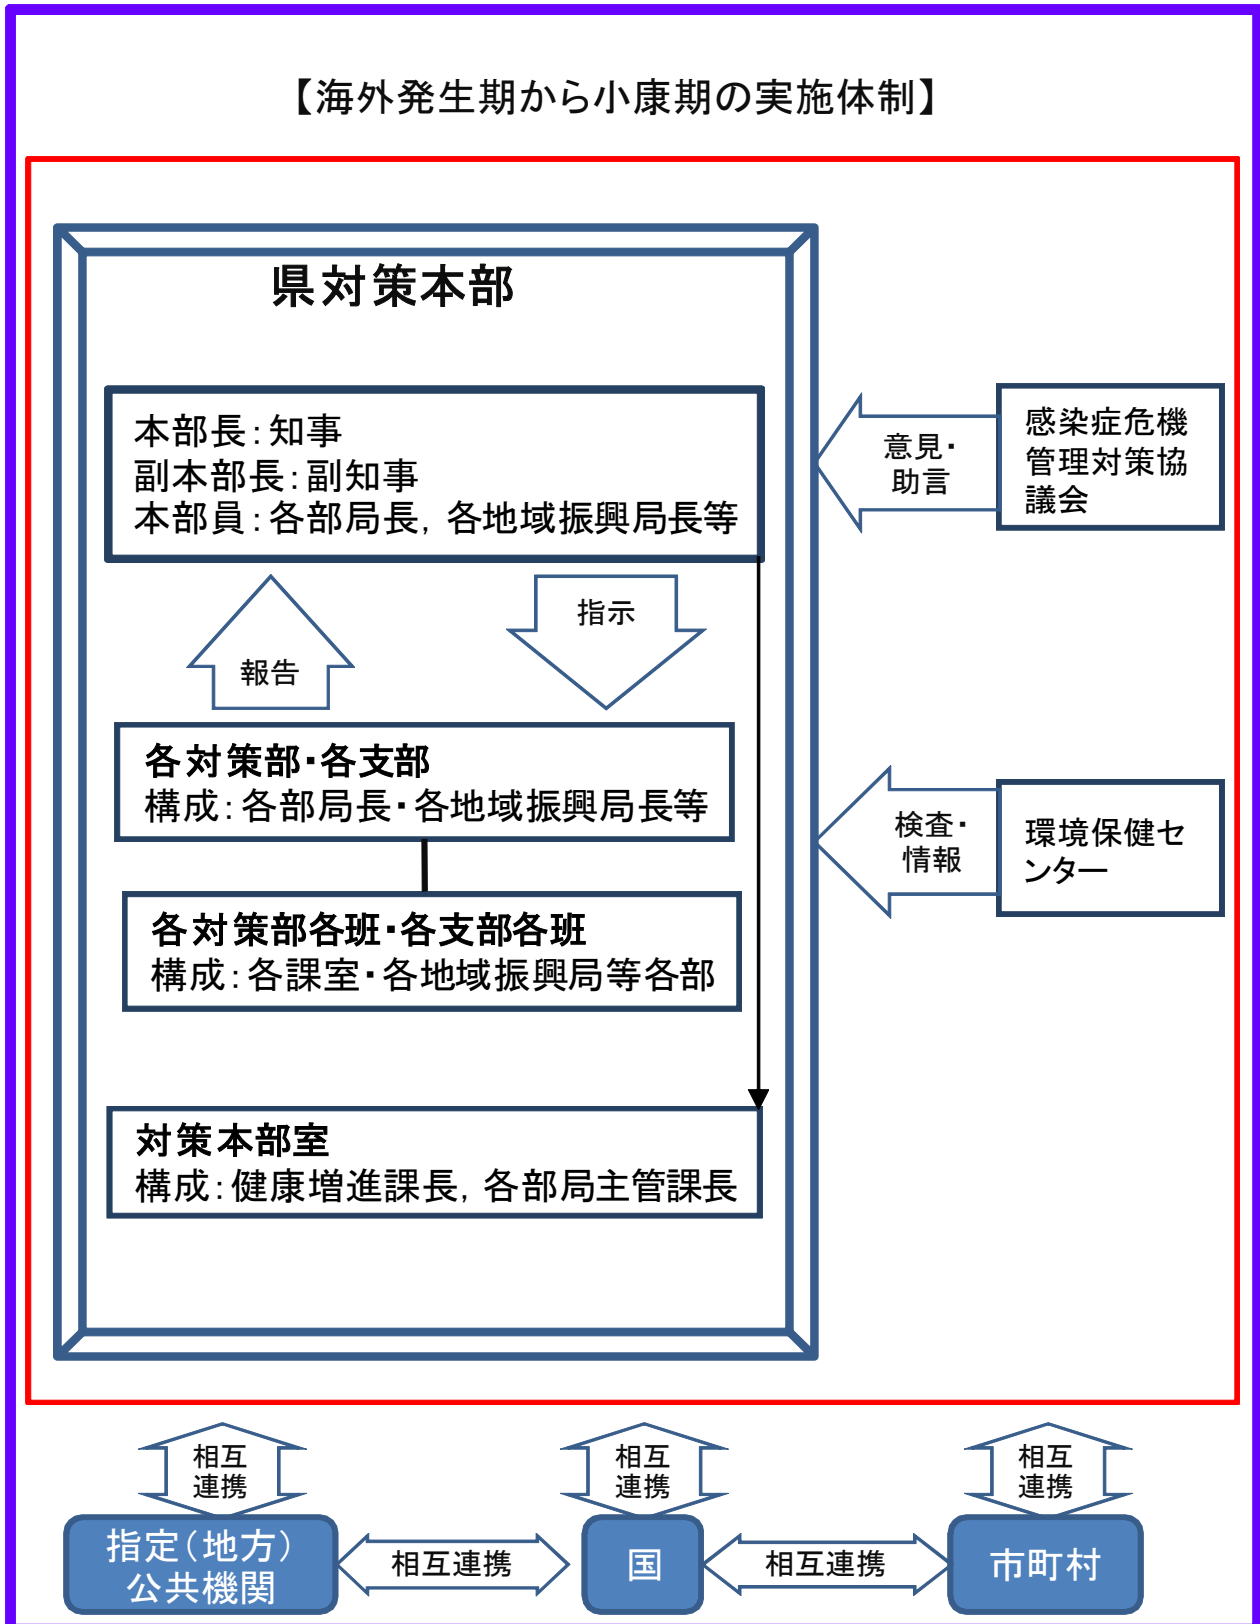 【海外発生期から小康期の実施体制】
県対策本部
本部長：知事
副本部長：副知事
本部員：各部局長，各地域振興局長等
意見・
助言
感染症危機
管理対策協
議会
報告
指示
各対策部・各支部
構成：各部局長・各地域振興局長等
検査・
情報
環境保健セ
ンター
各対策部各班・各支部各班
構成：各課室・各地域振興局等各部
対策本部室
構成：健康増進課長，各部局主管課長
相互
連携
相互
連携
相互
連携
指定（地方）
公共機関
相互連携
国
相互連携
市町村